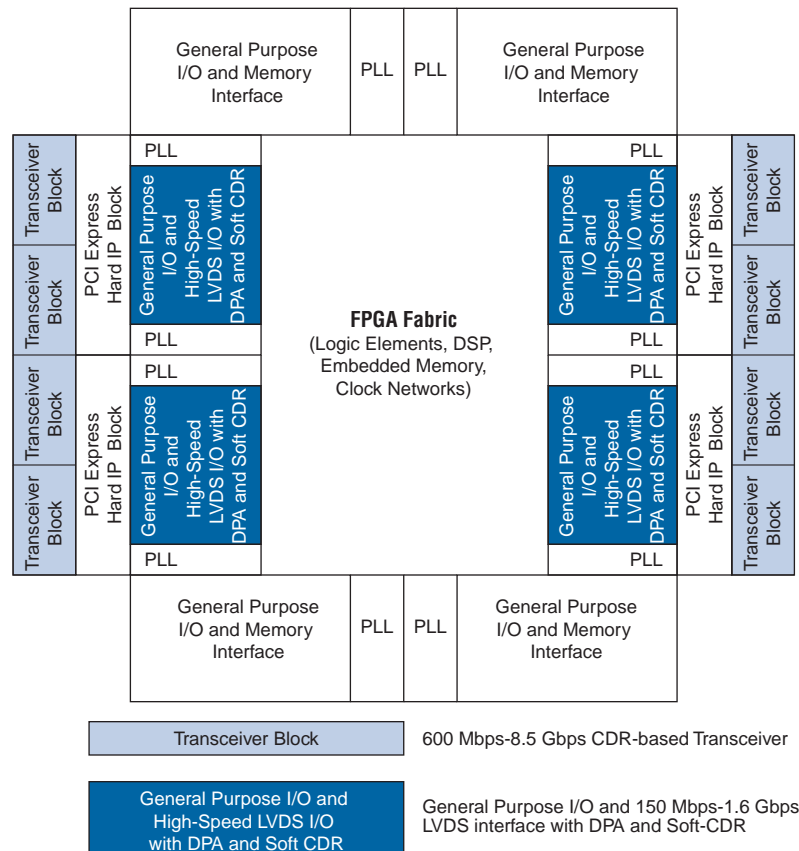 General Purpose
I/O and Memory
Interface
PLL
PLL
General Purpose
I/O and Memory
Interface
Transceiver
Block
Transceiver
Block
PCI Express
Hard IP Block
PLL
General Purpose
I/O and
High-Speed
LVDS I/O with
DPA and Soft CDR
PLL
Transceiver
Block
Transceiver
Block
PCI Express
Hard IP Block
PLL
General Purpose
I/O and
High-Speed
LVDS I/O with
DPA and Soft CDR
PLL
FPGA Fabric
(Logic Elements, DSP,
Embedded Memory,
Clock Networks)
PLL
General Purpose
I/O and
High-Speed
LVDS I/O with
DPA and Soft CDR
PLL
PCI Express
Hard IP Block
Transceiver
Block
Transceiver
Block
PLL
General Purpose
I/O and
High-Speed
LVDS I/O with
DPA and Soft CDR
PLL
PCI Express
Hard IP Block
Transceiver
Block
Transceiver
Block
General Purpose
I/O and Memory
Interface
PLL
PLL
General Purpose
I/O and Memory
Interface
Transceiver Block
600 Mbps-8.5 Gbps CDR-based Transceiver
General Purpose I/O and
High-Speed LVDS I/O
with DPA and Soft CDR
General Purpose I/O and 150 Mbps-1.6 Gbps
LVDS interface with DPA and Soft-CDR